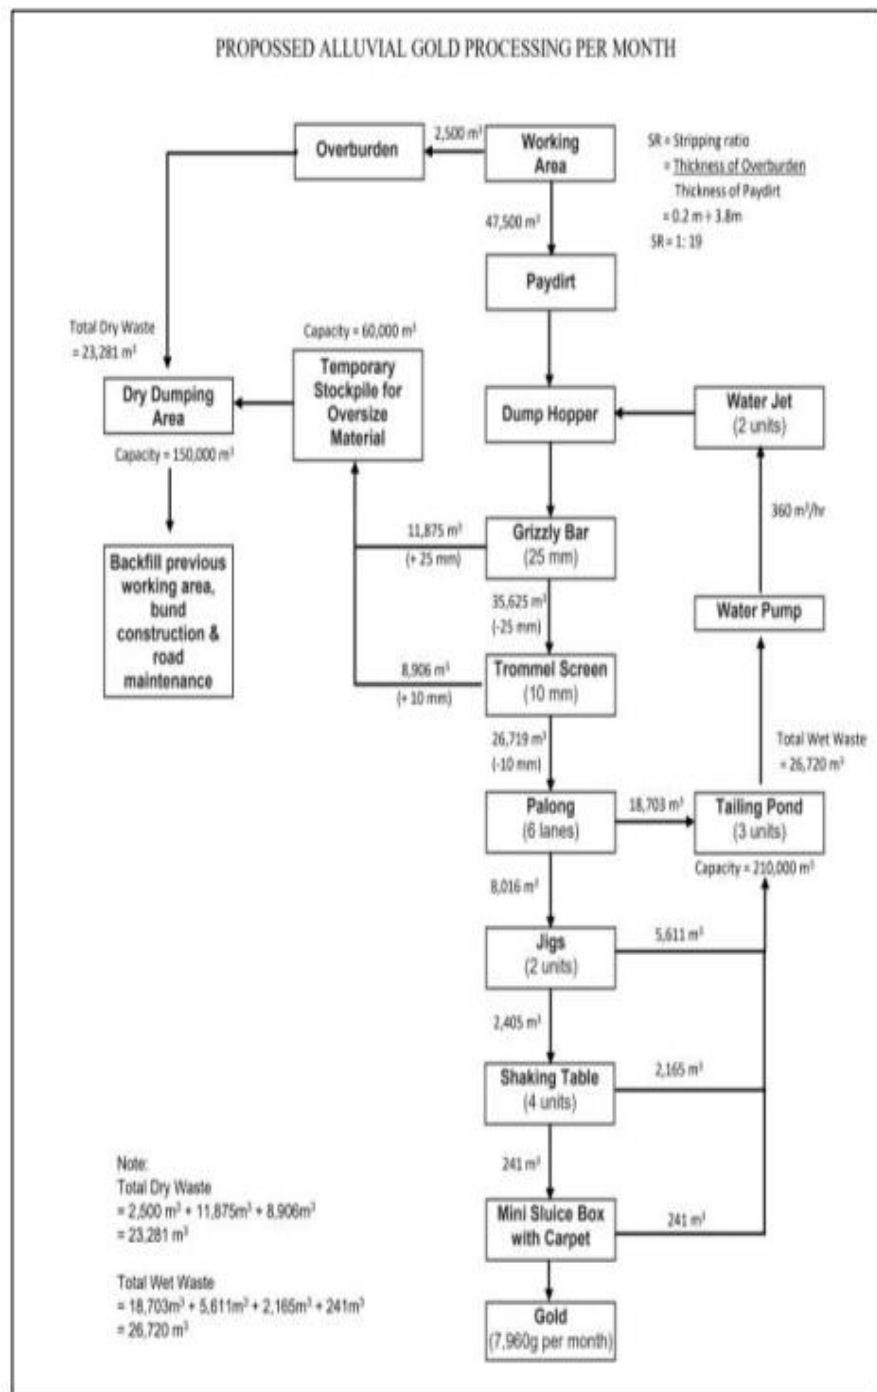 PROPOSSED ALLUVIAL GOLD PROCESSING PER MONTH
Overburden
2,500 m³
Working
Area
SR = Stripping ratio
= Thickness of Overburden
Thickness of Paydirt
= 0.2 m ÷ 3.8m
SR = 1: 19
47,500 m³
Paydirt
Total Dry Waste
= 23,281 m³
Capacity = 60,000 m³
Temporary
Stockpile for
Oversize
Material
Dry Dumping
Area
Capacity = 150,000 m³
Dump Hopper
Water Jet
(2 units)
360 m³/hr
11,875 m³
(+ 25 mm)
Grizzly Bar
(25 mm)
Backfill previous
working area,
bund
construction &
road
maintenance
35,625 m³
(-25 mm)
Water Pump
8,906 m³
(+ 10 mm)
Trommel Screen
(10 mm)
26,719 m³
(-10 mm)
Total Wet Waste
= 26,720 m³
Palong
(6 lanes)
18,703 m³
Tailing Pond
(3 units)
Capacity = 210,000 m³
8,016 m³
Jigs
(2 units)
5,611 m³
2,405 m³
Shaking Table
(4 units)
2,165 m³
241 m³
Mini Sluice Box
with Carpet
241 m³
Gold
(7,960g per month)
Note:
Total Dry Waste
= 2,500 m³ + 11,875m³ + 8,906m³
= 23,281 m³
Total Wet Waste
= 18,703m³ + 5,611m³ + 2,165m³ + 241m³
= 26,720 m³